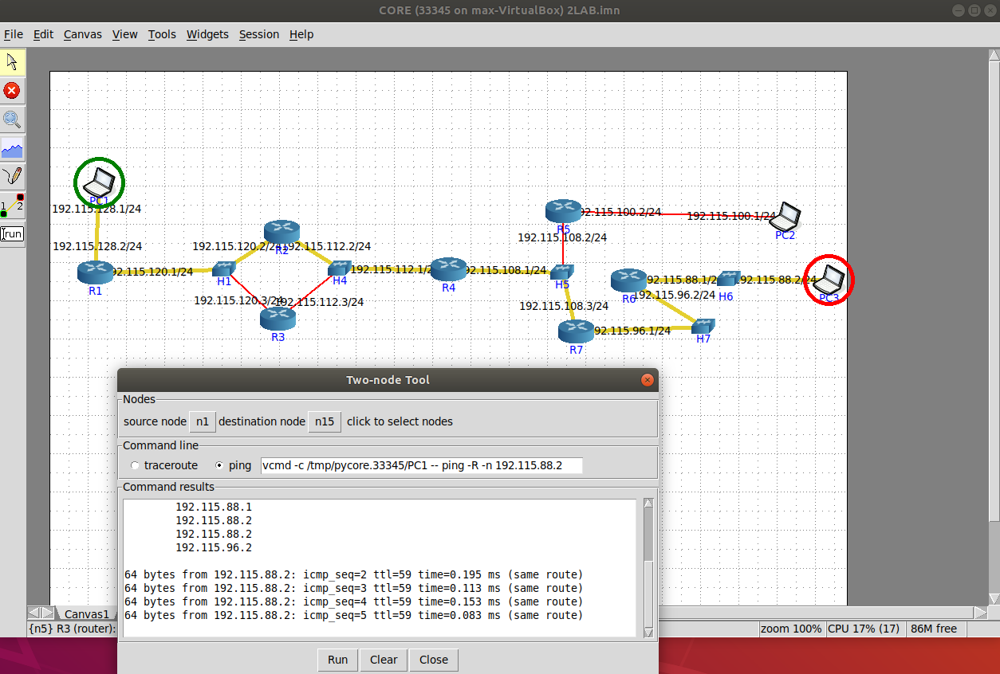 CORE (33345 on max-VirtualBox) 2LAB.imn
File Edit Canvas View Tools Widgets Session Help
1 2
run
PC1
192.115.128.1/24
192.115.128.2/24
R1
92.115.120.1/24
H1
192.115.120.2/24
R2
192.115.112.2/24
192.115.120.3/24
192.115.112.3/24
R3
H4
192.115.112.1/2
R4
92.115.108.1/24
H5
192.115.108.2/24
R5
92.115.100.2/24
192.115.100.1/24
PC2
192.115.108.3/24
R7
92.115.96.1/24
H7
R6
92.115.88.1/2
92.115.96.2/24
H6
92.115.88.2/24
PC3
Two-node Tool
Nodes
source node n1 destination node n15 click to select nodes
Command line
traceroute ping vcmd -c /tmp/pycore.33345/PC1 -- ping -R -n 192.115.88.2
Command results
192.115.88.1
192.115.88.2
192.115.88.2
192.115.96.2
64 bytes from 192.115.88.2: icmp_seq=2 ttl=59 time=0.195 ms (same route)
64 bytes from 192.115.88.2: icmp_seq=3 ttl=59 time=0.113 ms (same route)
64 bytes from 192.115.88.2: icmp_seq=4 ttl=59 time=0.153 ms (same route)
64 bytes from 192.115.88.2: icmp_seq=5 ttl=59 time=0.083 ms (same route)
Run Clear Close
Canvas1
{n5} R3 (router):
zoom 100% CPU 17% (17) 86M free